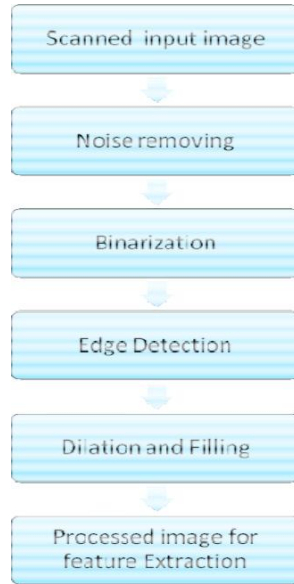 Scanned input image
Noise removing
Binarization
Edge Detection
Dilation and Filling
Processed image for
feature Extraction